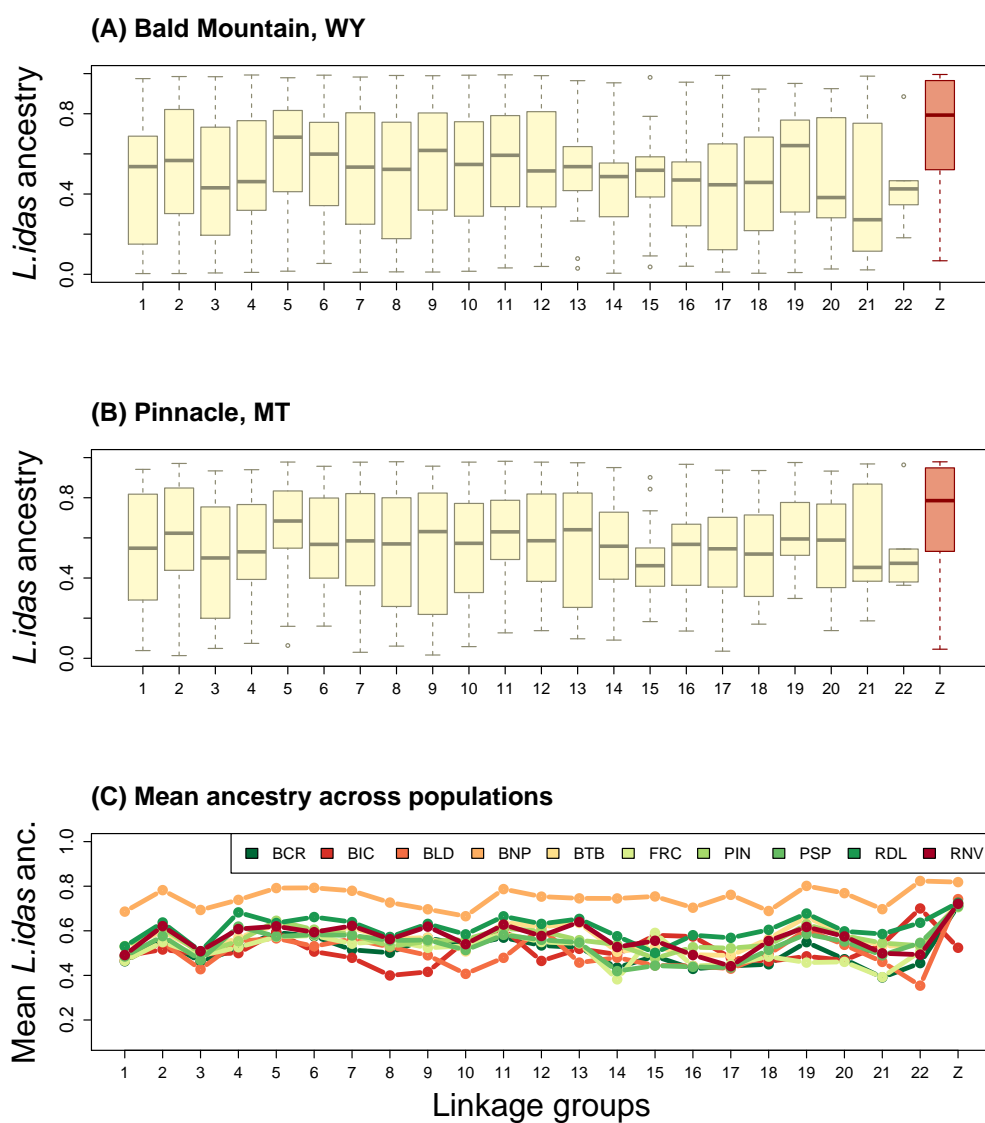 (A) Bald Mountain, WY
L.idas ancestry
0.0 0.4 0.8
1 2 3 4 5 6 7 8 9 10 11 12 13 14 15 16 17 18 19 20 21 22 Z
(B) Pinnacle, MT
L.idas ancestry
0.0 0.4 0.8
1 2 3 4 5 6 7 8 9 10 11 12 13 14 15 16 17 18 19 20 21 22 Z
(C) Mean ancestry across populations
Mean L.idas anc.
0.2 0.4 0.6 0.8 1.0
BCR BIC BLD BNP BTB FRC PIN PSP RDL RNV
1 2 3 4 5 6 7 8 9 10 11 12 13 14 15 16 17 18 19 20 21 22 Z
Linkage groups